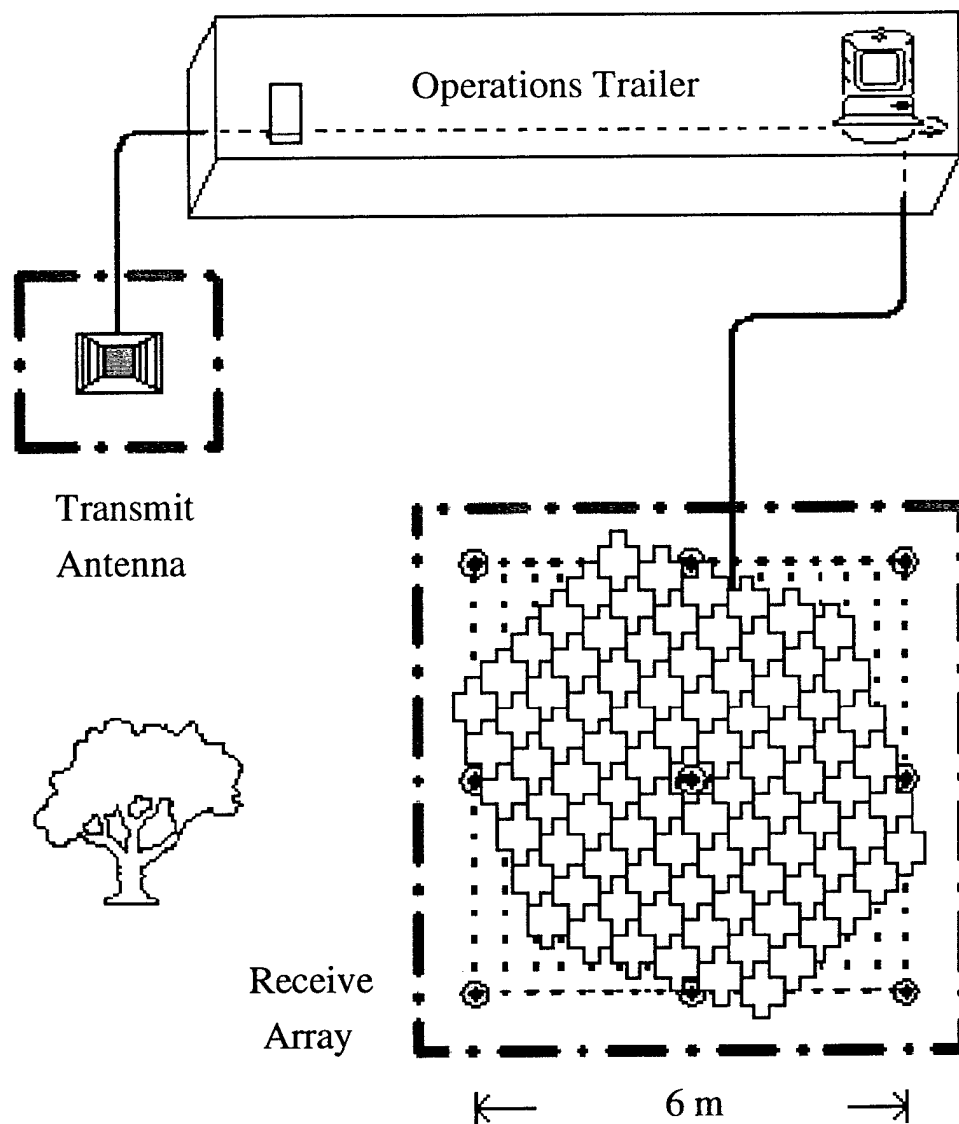 Operations Trailer
Transmit
Antenna
Receive
Array
6 m